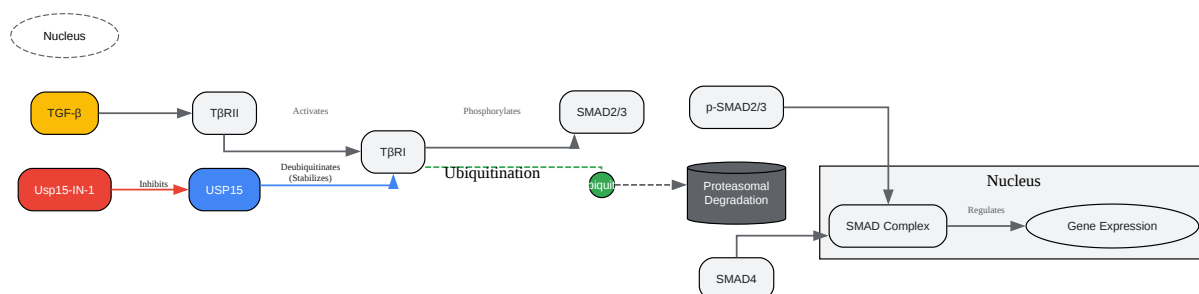 Nucleus
TGF-β
TβRII
Activates
Phosphorylates
SMAD2/3
p-SMAD2/3
TβRI
Usp15-IN-1
Inhibits
USP15
Deubiquitinates
(Stabilizes)
Ubiquitination
biquit
Proteasomal
Degradation
Nucleus
SMAD Complex
Regulates
Gene Expression
SMAD4